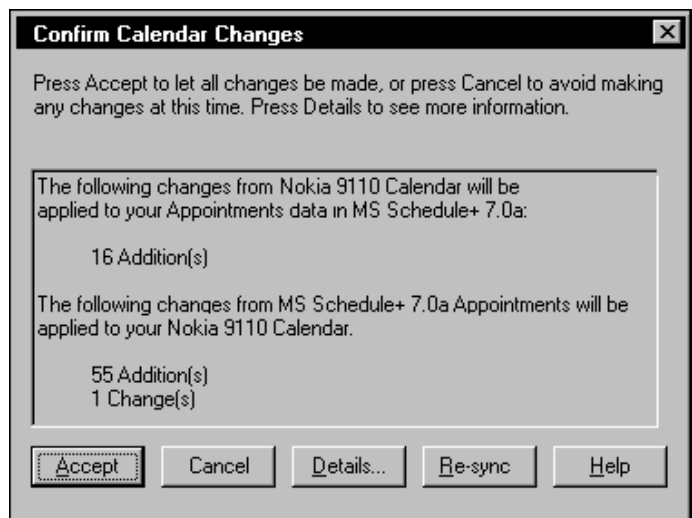 Confirm Calendar Changes
Press Accept to let all changes be made, or press Cancel to avoid making
any changes at this time. Press Details to see more information.
The following changes from Nokia 9110 Calendar will be
applied to your Appointments data in MS Schedule+ 7.0a:
16 Addition(s)
The following changes from MS Schedule+ 7.0a Appointments will be
applied to your Nokia 9110 Calendar.
55 Addition(s)
1 Change(s)
Accept Cancel Details... Re-sync Help